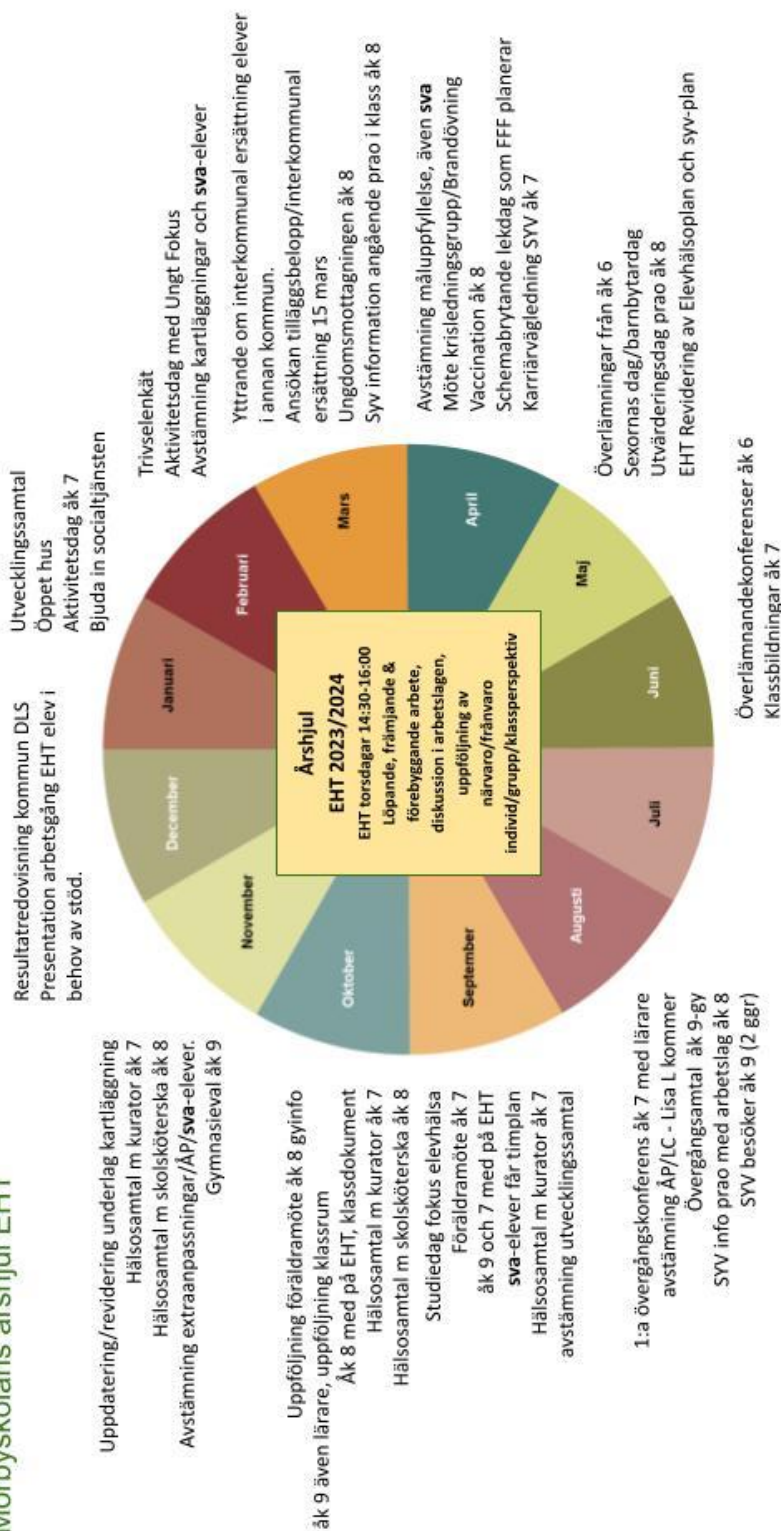 Mörbyskolans årshjul EHT
Resultatredovisning kommun DLS
Presentation arbetsgång EHT elev i
behov av stöd.
Utvecklingssamtal
Öppet hus
Aktivitetsdag åk 7
Bjuda in socialtjänsten
Trivselenkät
Aktivitetsdag med Ungt Fokus
Avstämning kartläggningar och sva-elever
Yttrande om interkommunal ersättning elever
i annan kommun.
Ansökan tilläggsbelopp/interkommunal
ersättning 15 mars
Ungdomsmottagningen åk 8
Syv information angående prao i klass åk 8
Avstämning måluppfyllelse, även sva
Möte krisledningsgrupp/Brandövning
Vaccination åk 8
Schemabrytande lekdag som FFF planerar
Karriärvägledning SYV åk 7
Överlämningar från åk 6
Sexornas dag/barnbytardag
Utvärderingsdag prao åk 8
EHT Revidering av Elevhälsoplan och syv-plan
Överlämnandekonferenser åk 6
Klassbildningar åk 7
1:a övergångskonferens åk 7 med lärare
avstämning ÅP/LC - Lisa L kommer
Övergångsamtal åk 9-gy
SYV info prao med arbetslag åk 8
SYV besöker åk 9 (2 ggr)
Studiedag fokus elevhälsa
Föräldramöte åk 7
åk 9 och 7 med på EHT
sva-elever får timplan
Hälsosamtal m kurator åk 7
avstämning utvecklingssamtal
Uppföljning föräldramöte åk 8 gyinfo
åk 9 även lärare, uppföljning klassrum
Åk 8 med på EHT, klassdokument
Hälsosamtal m kurator åk 7
Hälsosamtal m skolsköterska åk 8
Uppdatering/revidering underlag kartläggning
Hälsosamtal m kurator åk 7
Hälsosamtal m skolsköterska åk 8
Avstämning extraanpassningar/ÅP/sva-elever.
Gymnasieval åk 9
Januari
Februari
Mars
April
Maj
Juni
Juli
Augusti
September
Oktober
November
December
Årshjul
EHT 2023/2024
EHT torsdagar 14:30-16:00
Löpande, främjande &
förebyggande arbete,
diskussion i arbetslagen,
uppföljning av
närvaro/frånvaro
individ/grupp/klassperspektiv